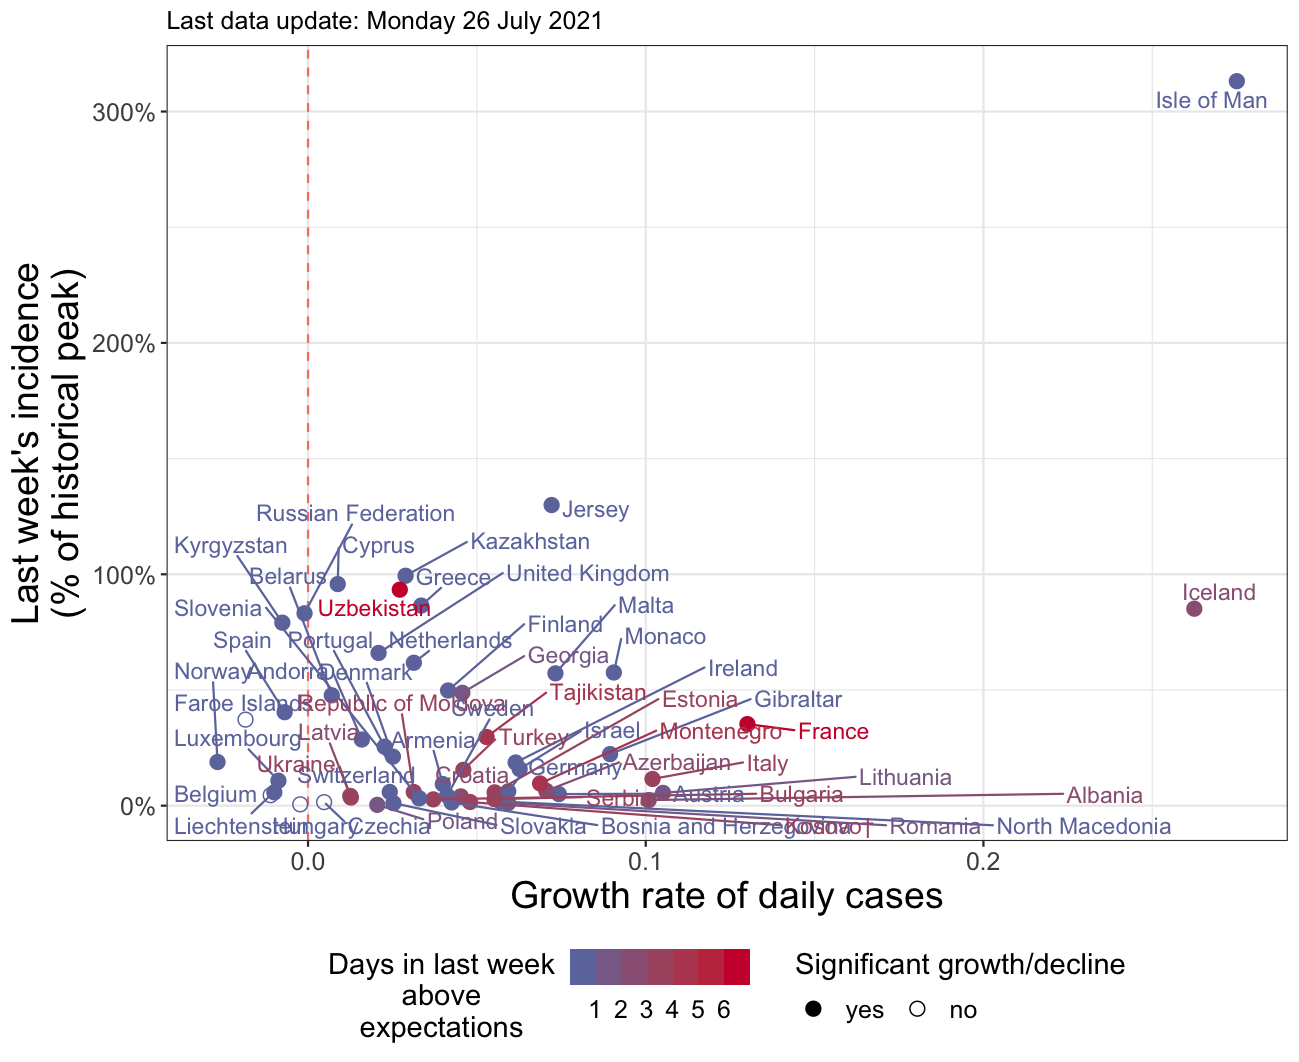 Last data update: Monday 26 July 2021
Last week's incidence
(% of historical peak)
300%
200%
100%
0%
Isle of Man
Jersey
Russian Federation
Kyrgyzstan
Cyprus
Kazakhstan
Belarus
Greece
United Kingdom
Iceland
Slovenia
Uzbekistan
Malta
Finland
Spain
Portugal
Netherlands
Monaco
Georgia
Norway
Andorra
Denmark
Ireland
Tajikistan
Faroe Islands
Republic of Moldova
Sweden
Estonia
Gibraltar
Luxembourg
Latvia
Armenia
Turkey
Israel
Montenegro
France
Ukraine
Switzerland
Croatia
Germany
Azerbaijan
Italy
Lithuania
Belgium
Serbia
Austria
Bulgaria
Albania
Liechtenstein
Hungary
Czechia
Poland
Slovakia
Bosnia and Herzegovina
Kosovo†
Romania
North Macedonia
0.0
0.1
0.2
Growth rate of daily cases
Days in last week
above
expectations
1 2 3 4 5 6
Significant growth/decline
yes
no